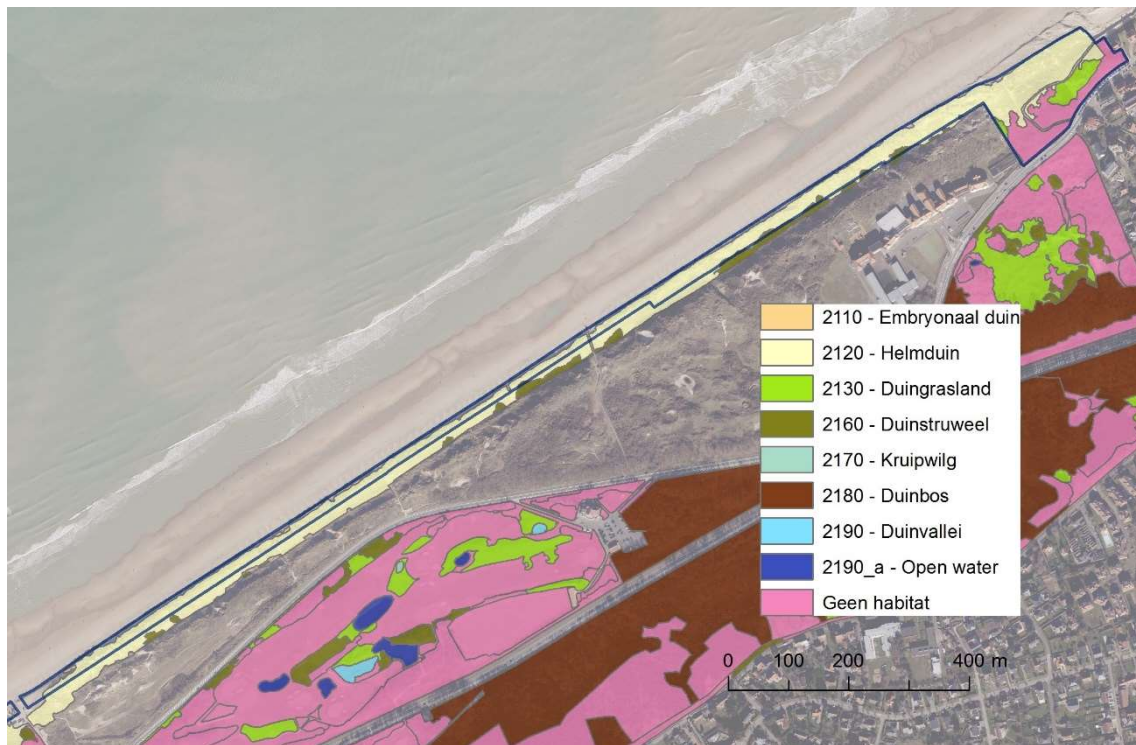 2110 - Embryonaal duin
2120 - Helmduin
2130 - Duingrasland
2160 - Duinstruweel
2170 - Kruipwilg
2180 - Duinbos
2190 - Duinvallei
2190_a - Open water
Geen habitat
0 100 200 400 m